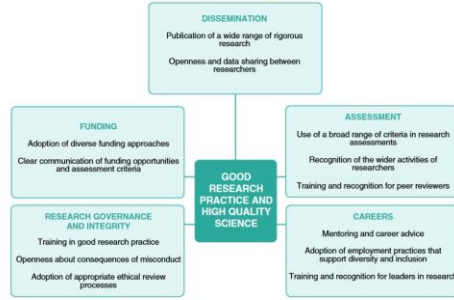 DISSEMINATION
Publication of a wide range of rigorous
research
Openness and data sharing between
researchers
FUNDING
Adoption of diverse funding approaches
Clear communication of funding opportunities
and assessment criteria
ASSESSMENT
Use of a broad range of criteria in research
assessments
Recognition of the wider activities of
researchers
Training and recognition for peer reviewers
GOOD
RESEARCH
PRACTICE AND
HIGH QUALITY
SCIENCE
RESEARCH GOVERNANCE
AND INTEGRITY
Training in good research practice
Openness about consequences of misconduct
Adoption of appropriate ethical review
processes
CAREERS
Mentoring and career advice
Adoption of employment practices that
support diversity and inclusion
Training and recognition for leaders in research